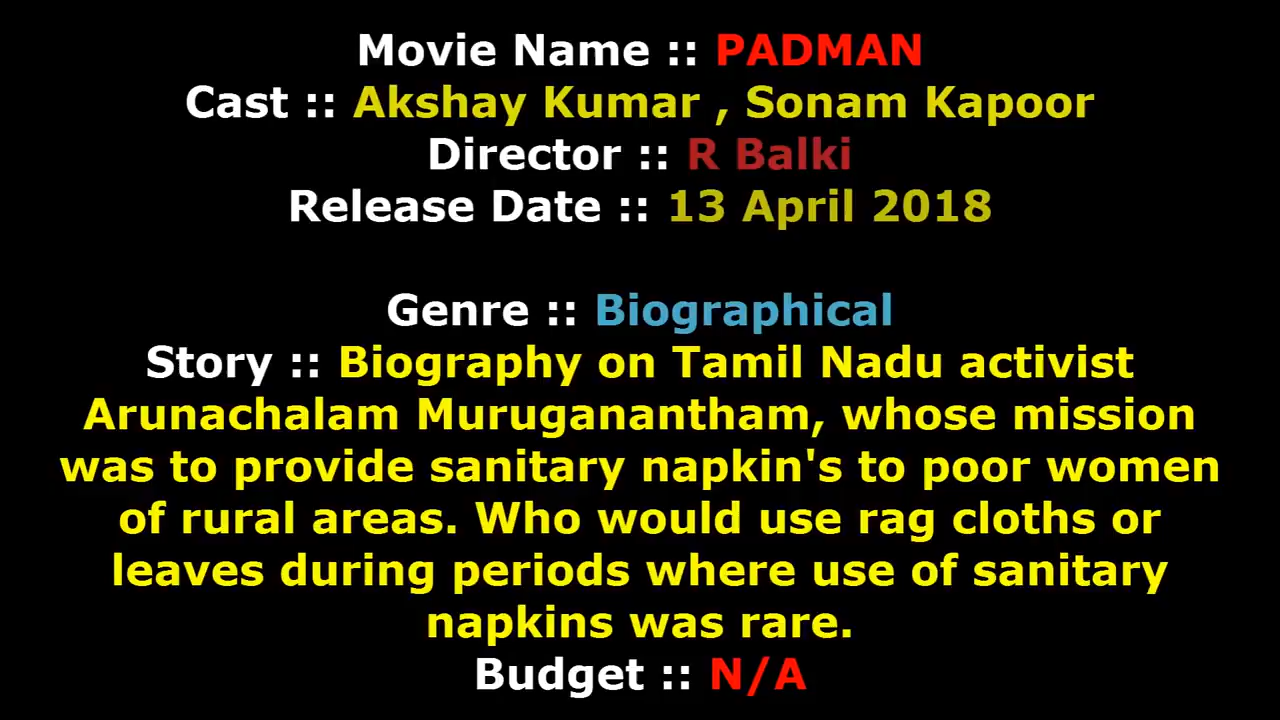 Movie Name :: PADMAN
Cast :: Akshay Kumar , Sonam Kapoor
Director :: R Balki
Release Date :: 13 April 2018
Genre :: Biographical
Story :: Biography on Tamil Nadu activist
Arunachalam Muruganantham, whose mission
was to provide sanitary napkin's to poor women
of rural areas. Who would use rag cloths or
leaves during periods where use of sanitary
napkins was rare.
Budget :: N/A